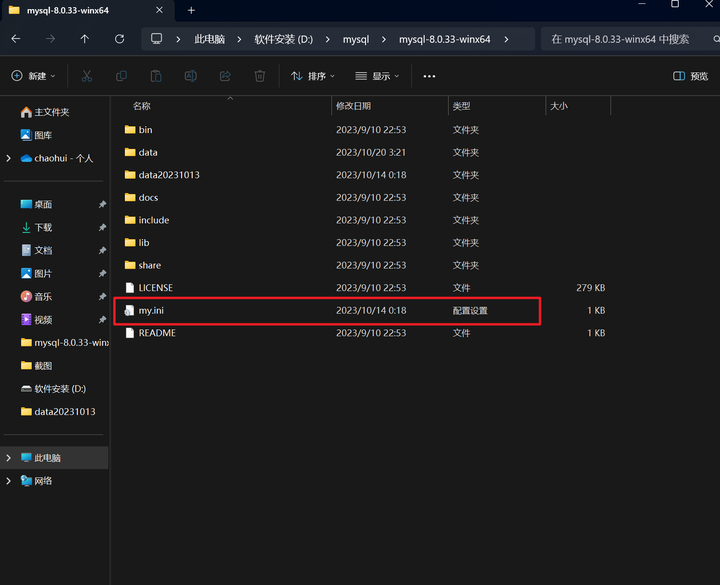 mysql-8.0.33-winx64
此电脑 软件安装 (D:) mysql mysql-8.0.33-winx64 在 mysql-8.0.33-winx64 中搜索
新建 排序 显示 预览
名称 修改日期 类型 大小
主文件夹
图库
chaohui - 个人
桌面
下载
文档
图片
音乐
视频
mysql-8.0.33-winx
截图
软件安装 (D:)
data20231013
此电脑
网络
bin 2023/9/10 22:53 文件夹
data 2023/10/20 3:21 文件夹
data20231013 2023/10/14 0:18 文件夹
docs 2023/9/10 22:53 文件夹
include 2023/9/10 22:53 文件夹
lib 2023/9/10 22:53 文件夹
share 2023/9/10 22:53 文件夹
LICENSE 2023/9/10 22:53 文件 279 KB
my.ini 2023/10/14 0:18 配置设置 1 KB
README 2023/9/10 22:53 文件 1 KB